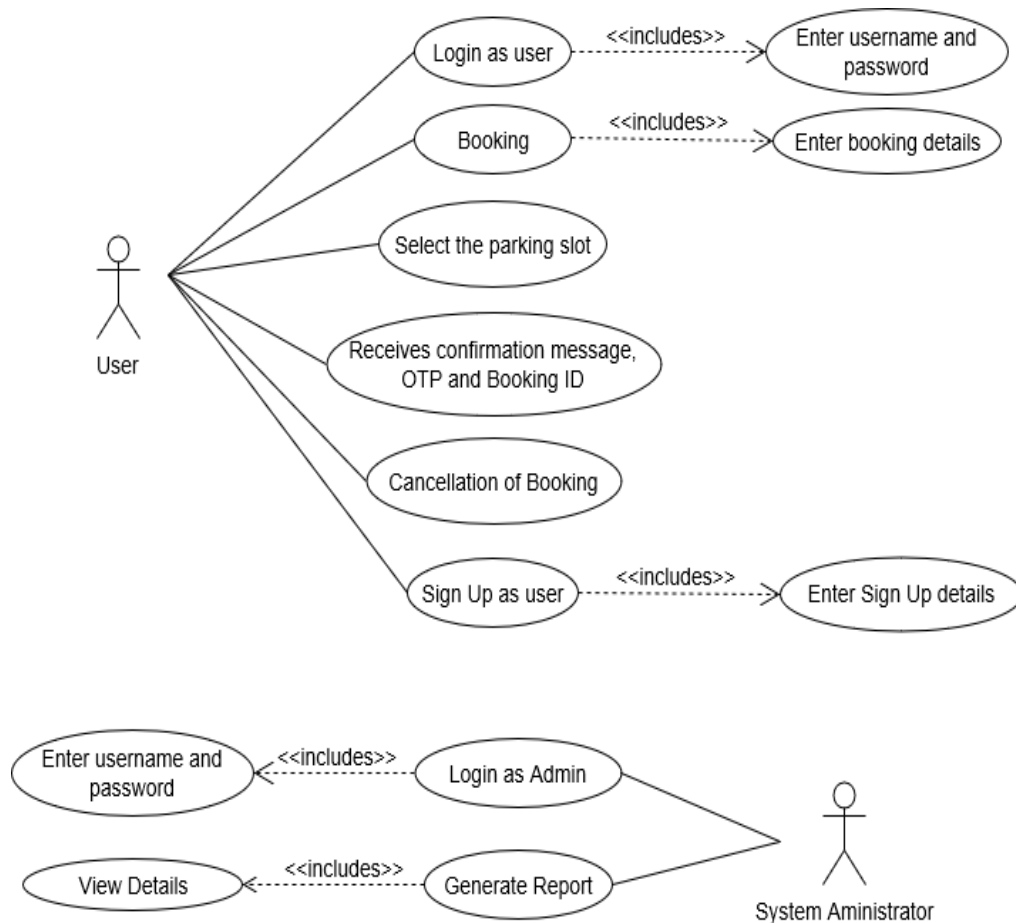 Login as user
<<includes>>
Enter username and
password
Booking
<<includes>>
Enter booking details
Select the parking slot
User
Receives confirmation message,
OTP and Booking ID
Cancellation of Booking
Sign Up as user
<<includes>>
Enter Sign Up details
Enter username and
password
<<includes>>
Login as Admin
View Details
<<includes>>
Generate Report
System Aministrator